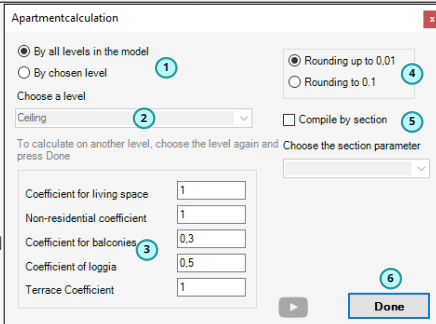 Apartmentcalculation
x
By all levels in the model
1
By chosen level
Choose a level
Ceiling
2
To calculate on another level, choose the level again and
press Done
Coefficient for living space 1
Non-residential coefficient 1
Coefficient for balconies 0,3
3
Coefficient of loggia 0,5
Terrace Coefficient 1
Rounding up to 0,01
4
Rounding to 0.1
Compile by section
5
Choose the section parameter
6
Done